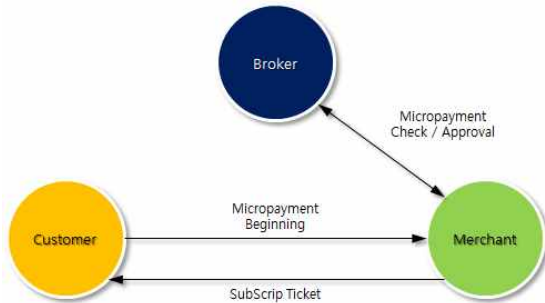 Broker
Micropayment
Check / Approval
Micropayment
Beginning
Customer
Merchant
SubScrip Ticket